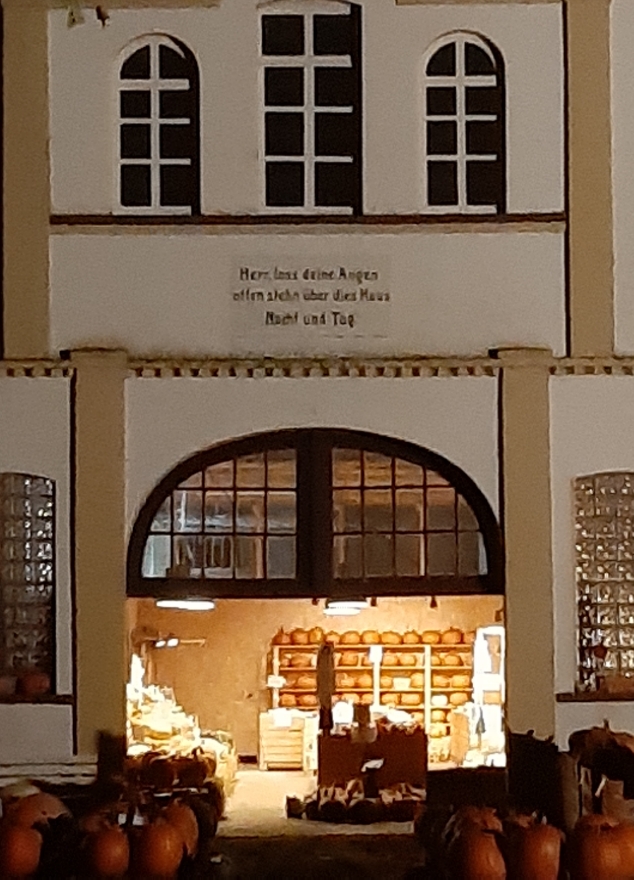 Herr, lass deine Augen
offen stehn über dies Haus
Nacht und Tag